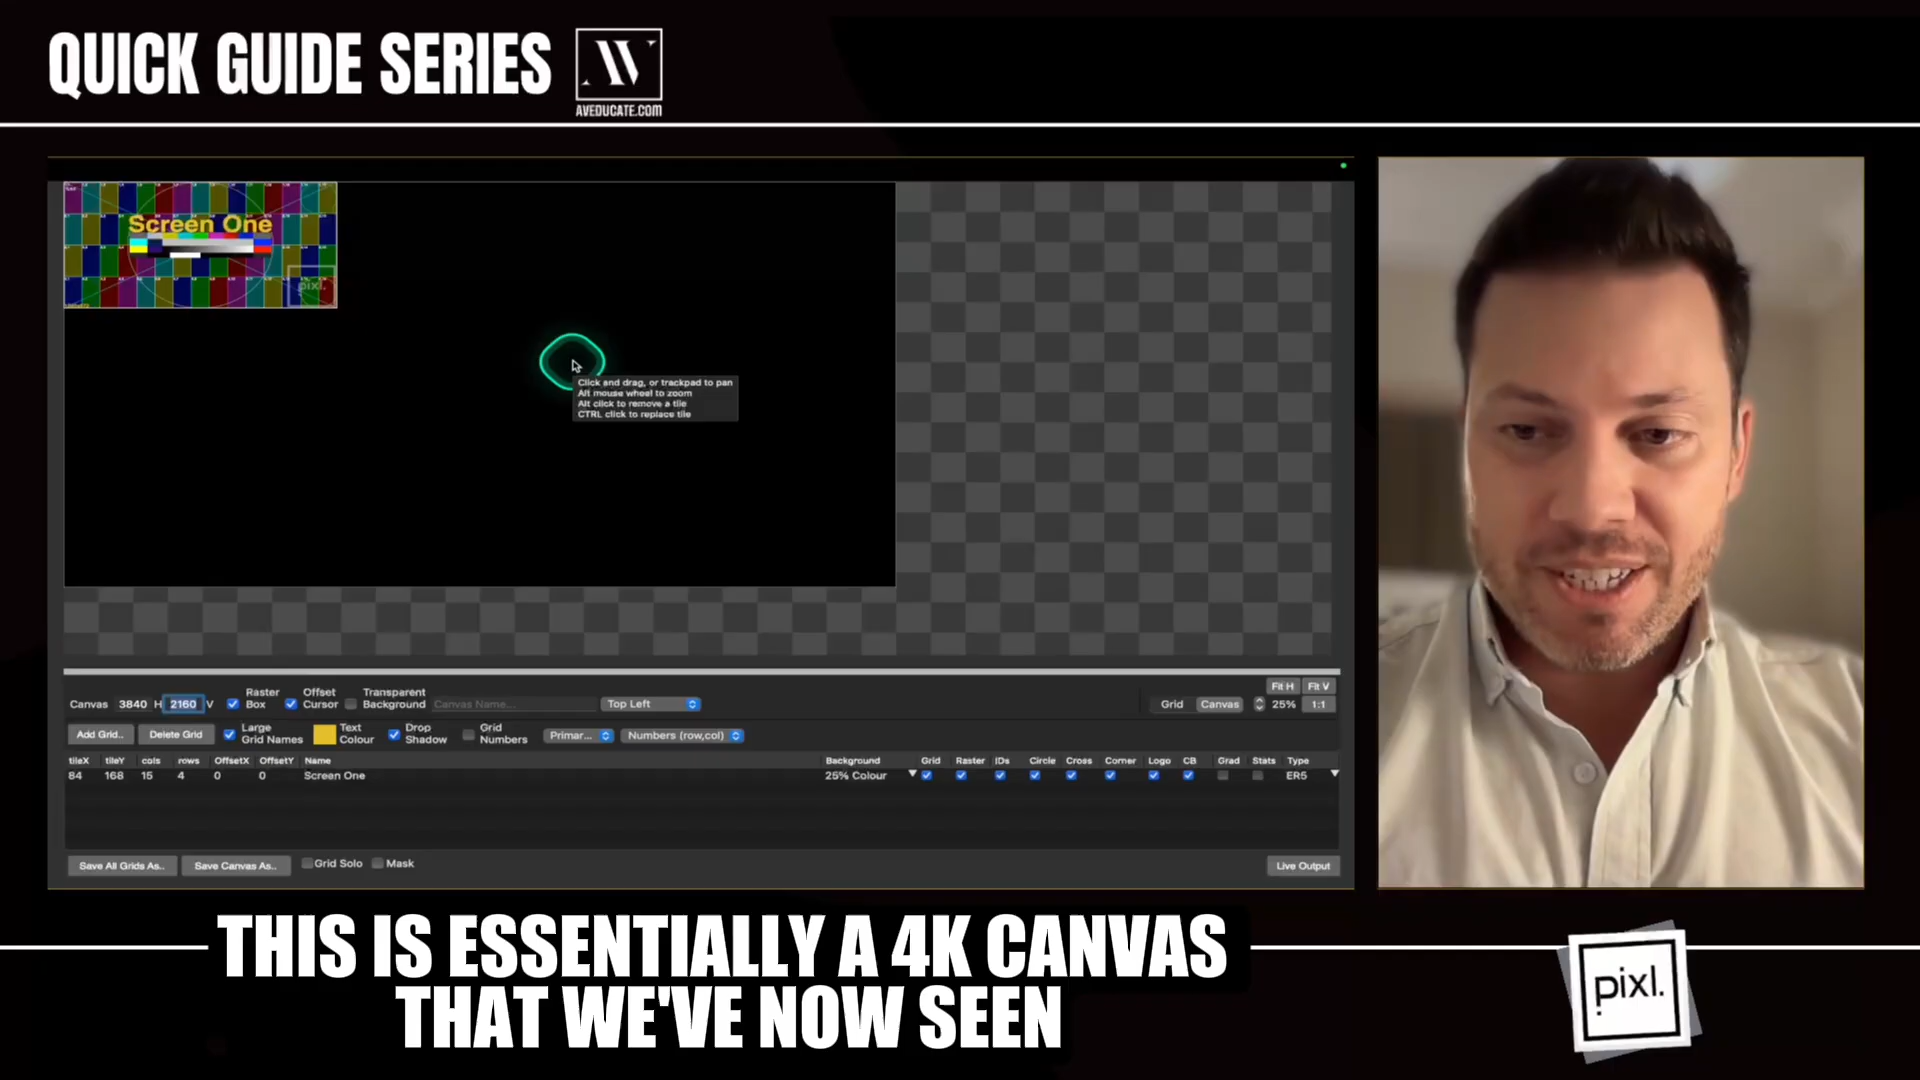 QUICK GUIDE SERIES
AVEDUCATE.COM
Screen One
pixl.
Click and drag, or trackpad to pan
Alt mouse wheel to zoom
Alt click to remove a tile
CTRL click to replace tile
Fit H Fit V
Canvas 3840 H 2160 V Raster Box Offset Cursor Transparent Background Canvas Name... Top Left Grid Canvas 25% 1:1
Add Grid.. Delete Grid Large Grid Names Text Colour Drop Shadow Grid Numbers Primar... Numbers (row,col)
tileX tileY cols rows OffsetX OffsetY Name Background Grid Raster IDs Circle Cross Corner Logo CB Grad Stats Type
84 168 15 4 0 0 Screen One 25% Colour ER5
Save All Grids As.. Save Canvas As.. Grid Solo Mask Live Output
THIS IS ESSENTIALLY A 4K CANVAS
THAT WE'VE NOW SEEN
pixl.